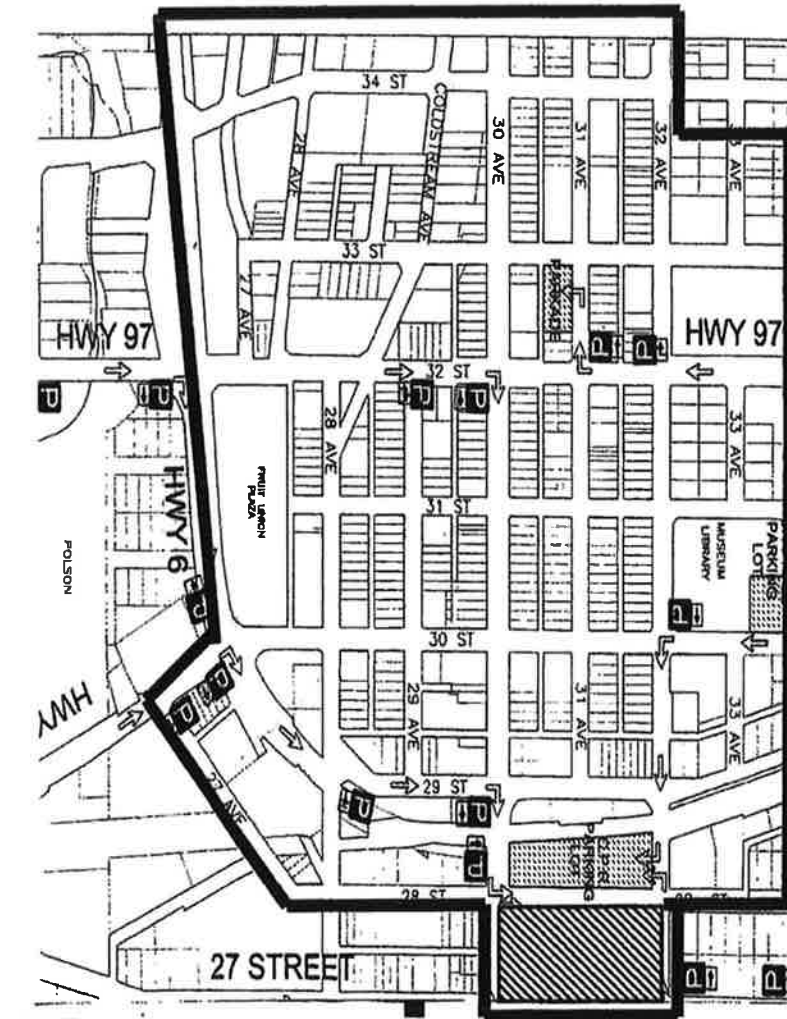 34 ST
COLDSTREAM AVE
28 AVE
30 AVE
31 AVE
32 AVE
AVE
33 ST
27 AVE
PARKADE
HWY 97
HWY 97
P
P
32 ST
P
P
P
P
28 AVE
33 AVE
HWY 6
FRUIT UNION
PLAZA
31 ST
MUSEUM
LIBRARY
PARKING
LOT
POLSON
P
P
30 ST
HWY
P
P
29 AVE
31 AVE
33 AVE
27 AVE
29 ST
P
P
P
C.P.R.
PARKING
LOT
28 ST
27 STREET
P
P